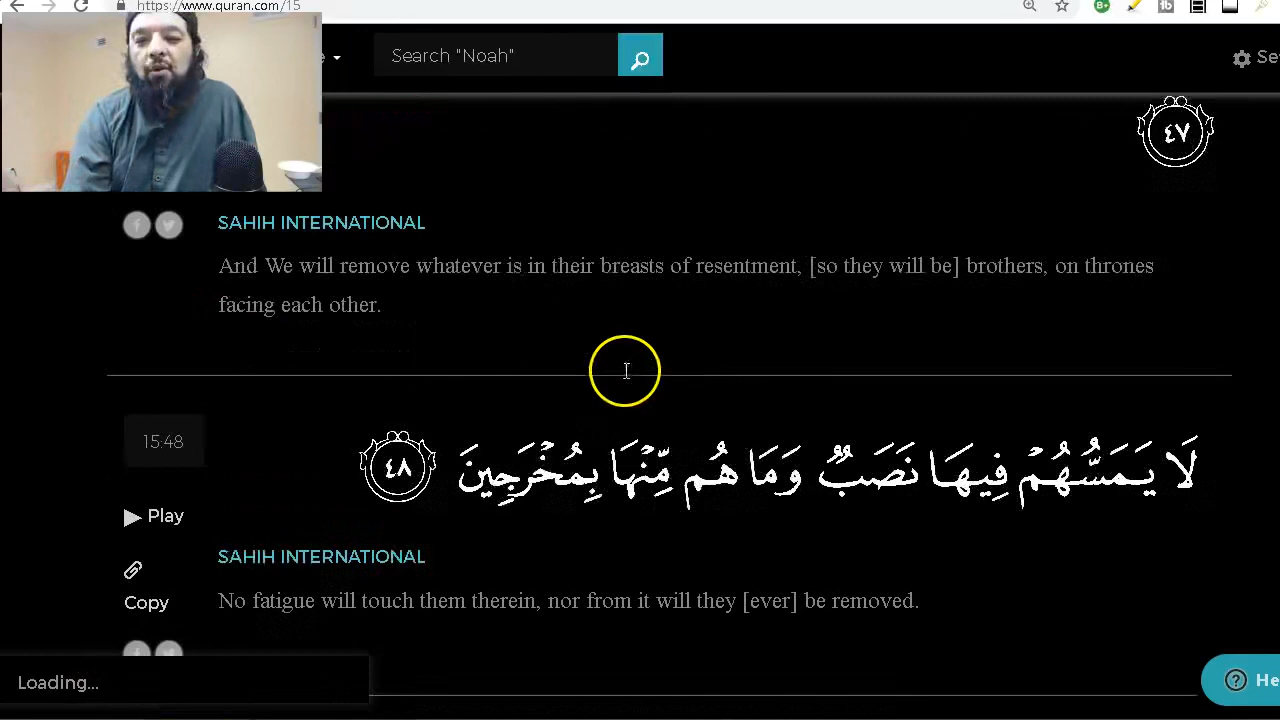 https://www.quran.com/15
Search "Noah"
Se
٤٧
SAHIH INTERNATIONAL
And We will remove whatever is in their breasts of resentment, [so they will be] brothers, on thrones
facing each other.
15:48
لَا يَمَسُّهُمْ فِيهَا نَصَبٌ وَمَا هُم مِّنْهَا بِمُخْرَجِينَ ٤٨
Play
SAHIH INTERNATIONAL
Copy
No fatigue will touch them therein, nor from it will they [ever] be removed.
Loading...
He